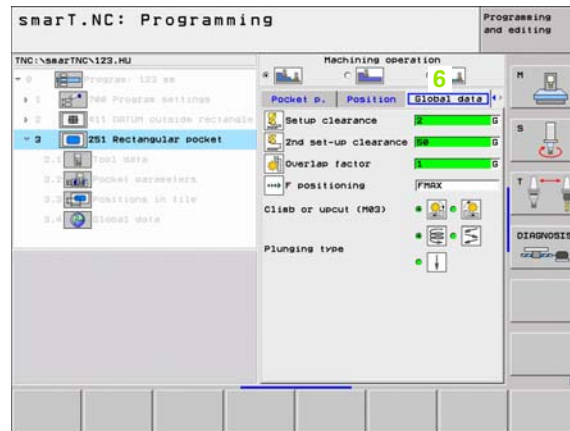 smarT.NC: Programming
Programming and editing
TNC:\smarTNC\123.HU
0 Program: 123 mm
1 700 Program settings
2 411 DATUM outside rectangle
3 251 Rectangular pocket
3.1 Tool data
3.2 Pocket parameters
3.3 Positions in file
3.4 Global data
Machining operation
6
Pocket p. Position Global data
Setup clearance 2 G
2nd set-up clearance 50 G
Overlap factor 1 G
F positioning FMAX
Climb or upcut (M03)
Plunging type
M
S
T
DIAGNOSIS